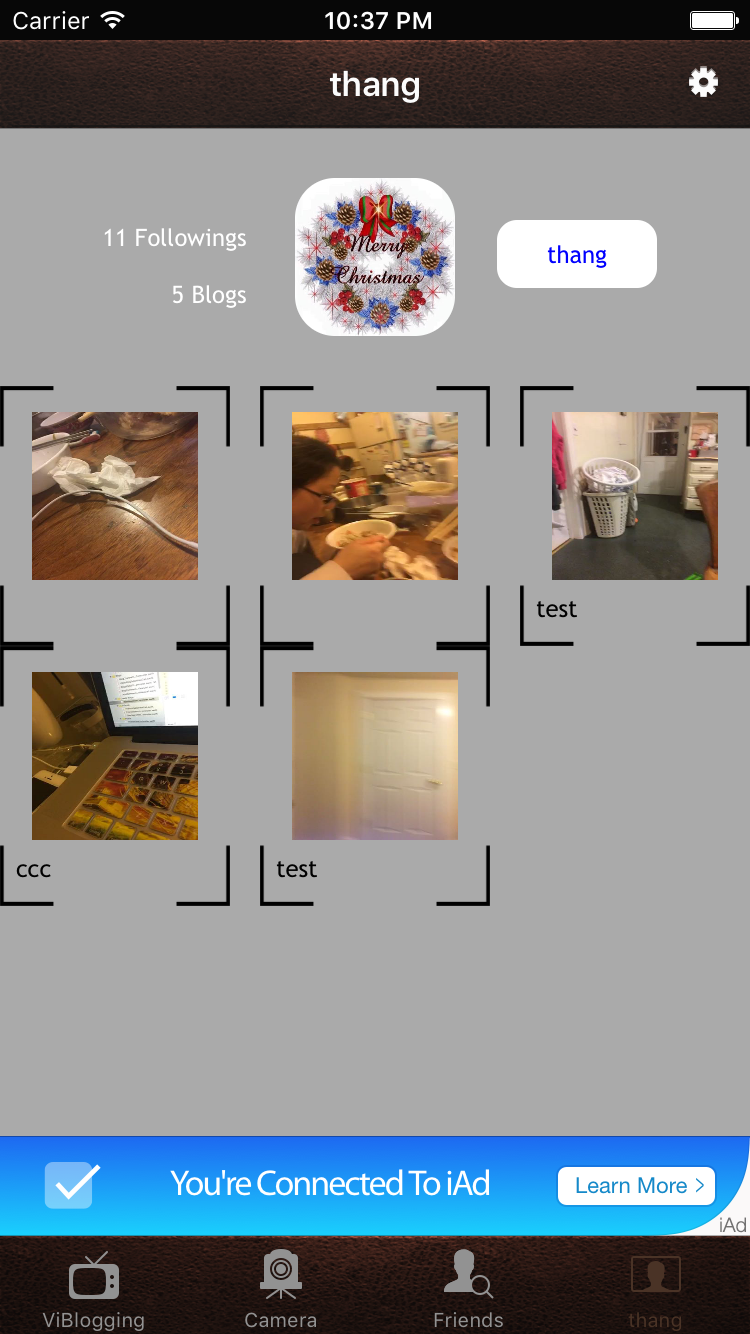 Carrier 10:37 PM
thang
11 Followings
5 Blogs
Merry
Christmas
thang
test
ccc
test
You're Connected To iAd
Learn More >
iAd
ViBlogging
Camera
Friends
thang